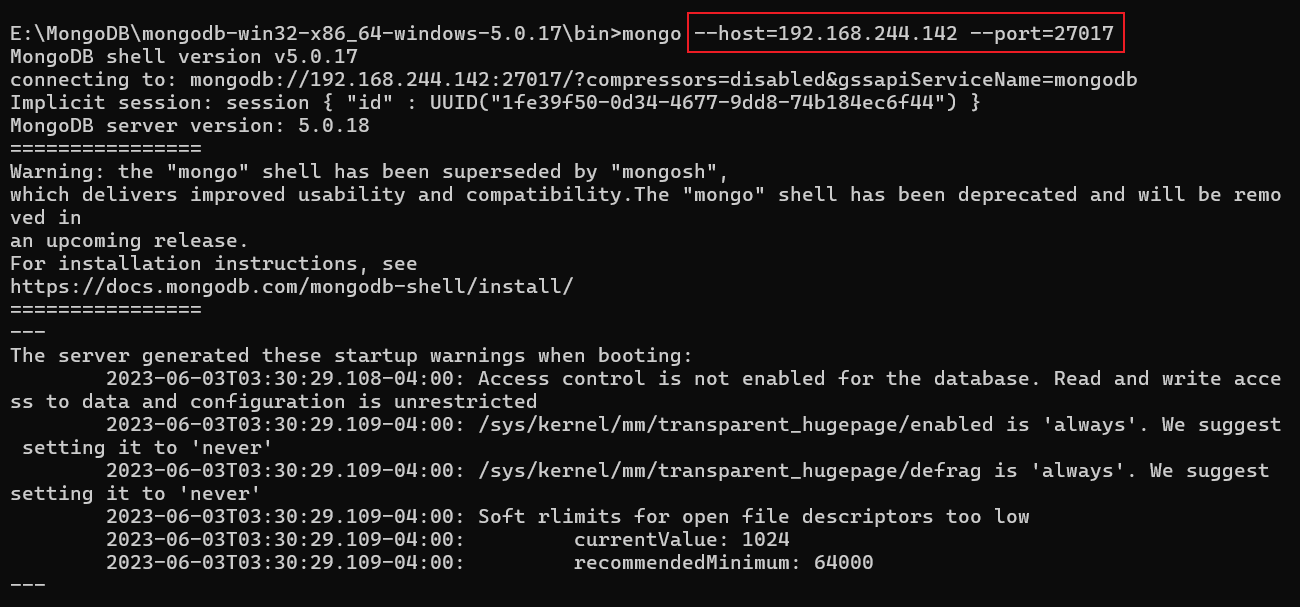 E:\MongoDB\mongodb-win32-x86_64-windows-5.0.17\bin>mongo --host=192.168.244.142 --port=27017
MongoDB shell version v5.0.17
connecting to: mongodb://192.168.244.142:27017/?compressors=disabled&gssapiServiceName=mongodb
Implicit session: session { "id" : UUID("1fe39f50-0d34-4677-9dd8-74b184ec6f44") }
MongoDB server version: 5.0.18
================
Warning: the "mongo" shell has been superseded by "mongosh",
which delivers improved usability and compatibility.The "mongo" shell has been deprecated and will be remo
ved in
an upcoming release.
For installation instructions, see
https://docs.mongodb.com/mongodb-shell/install/
================
---
The server generated these startup warnings when booting:
        2023-06-03T03:30:29.108-04:00: Access control is not enabled for the database. Read and write acce
ss to data and configuration is unrestricted
        2023-06-03T03:30:29.109-04:00: /sys/kernel/mm/transparent_hugepage/enabled is 'always'. We suggest
 setting it to 'never'
        2023-06-03T03:30:29.109-04:00: /sys/kernel/mm/transparent_hugepage/defrag is 'always'. We suggest
setting it to 'never'
        2023-06-03T03:30:29.109-04:00: Soft rlimits for open file descriptors too low
        2023-06-03T03:30:29.109-04:00:         currentValue: 1024
        2023-06-03T03:30:29.109-04:00:         recommendedMinimum: 64000
---